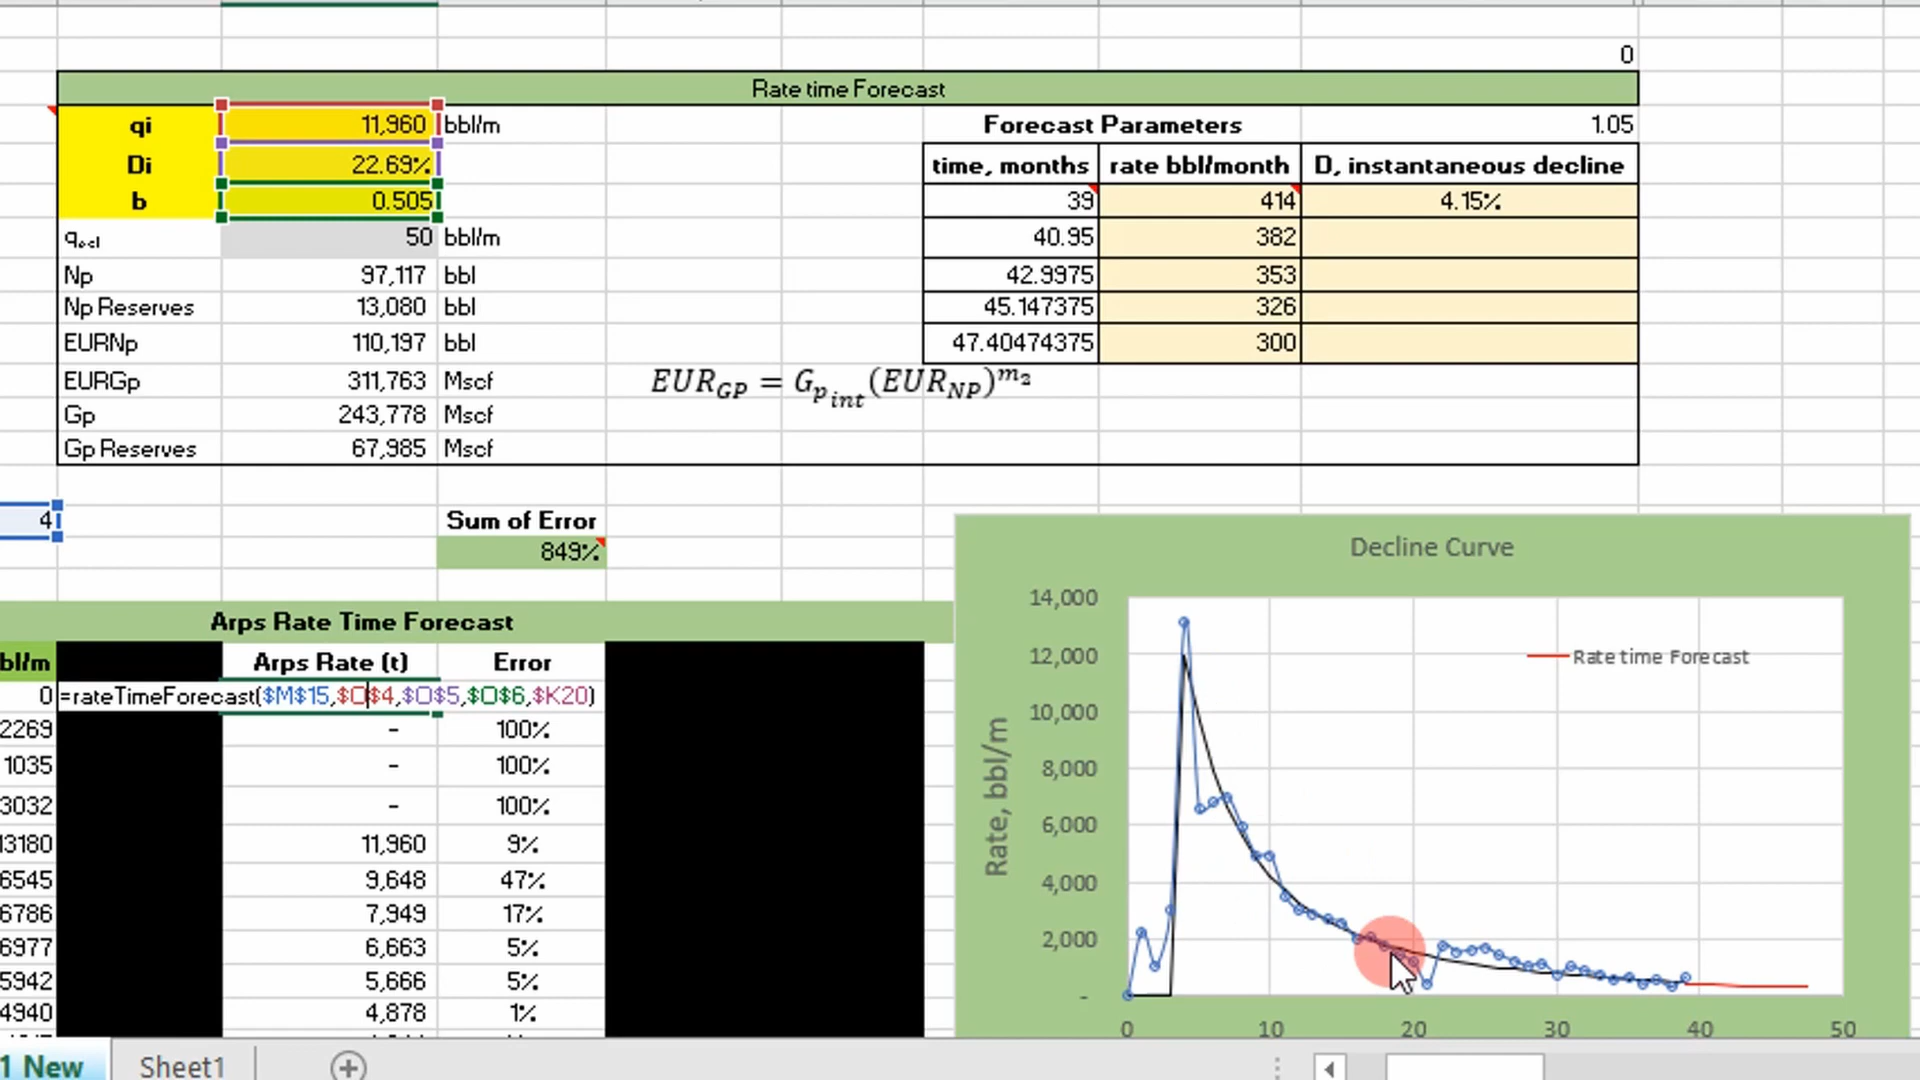 0
Rate time Forecast
qi 11,960 bbl/m Forecast Parameters 1.05
Di 22.69% time, months rate bbl/month D, instantaneous decline
b 0.505 39 414 4.15%
50 bbl/m 40.95 382
Np 97,117 bbl 42.9975 353
Np Reserves 13,080 bbl 45.147375 326
EURNp 110,197 bbl 47.40474375 300
EURGp 311,763 Mscf EUR_GP = G_p_int (EUR_NP)^m₂
Gp 243,778 Mscf
Gp Reserves 67,985 Mscf
4 Sum of Error
849%
Arps Rate Time Forecast
bl/m Arps Rate (t) Error
0 =rateTimeForecast($M$15,$O$4,$O$5,$O$6,$K20)
2269 - 100%
1035 - 100%
3032 - 100%
13180 11,960 9%
6545 9,648 47%
6786 7,949 17%
6977 6,663 5%
5942 5,666 5%
4940 4,878 1%
Decline Curve
Rate time Forecast
Rate, bbl/m
14,000
12,000
10,000
8,000
6,000
4,000
2,000
-
0 10 20 30 40 50
1 New Sheet1